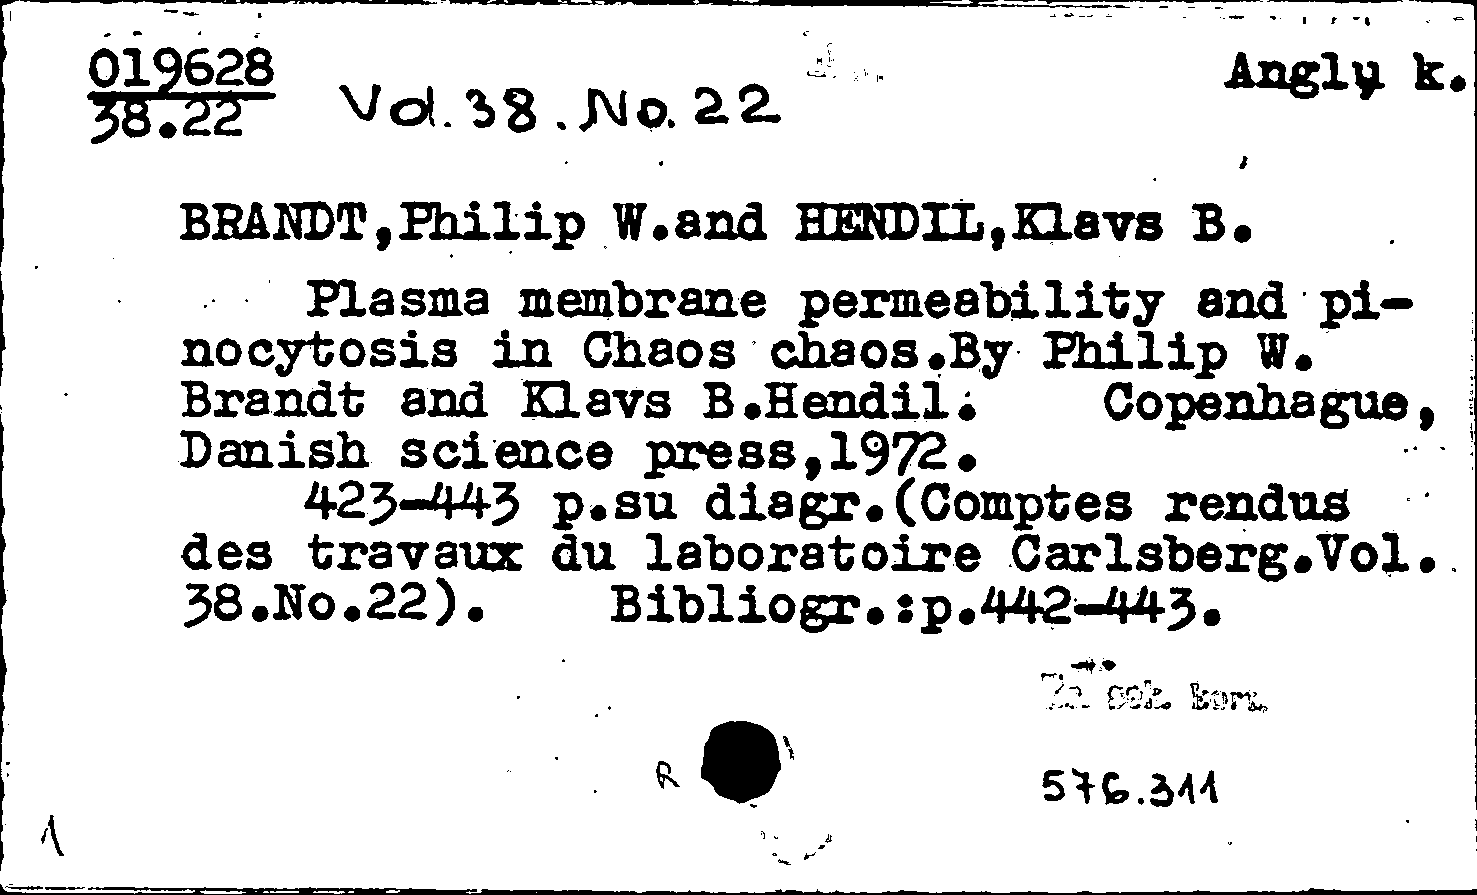 019628
38.22
Vol. 38. No. 22
Anglų k.
BRANDT,Philip W.and HENDIL,Klavs B.
Plasma membrane permeability and pi-
nocytosis in Chaos chaos.By Philip W.
Brandt and Klavs B.Hendil. Copenhague,
Danish science press,1972.
423-443 p.su diagr.(Comptes rendus
des travaux du laboratoire Carlsberg.Vol.
38.No.22). Bibliogr.:p.442-443.
R
576.311
1